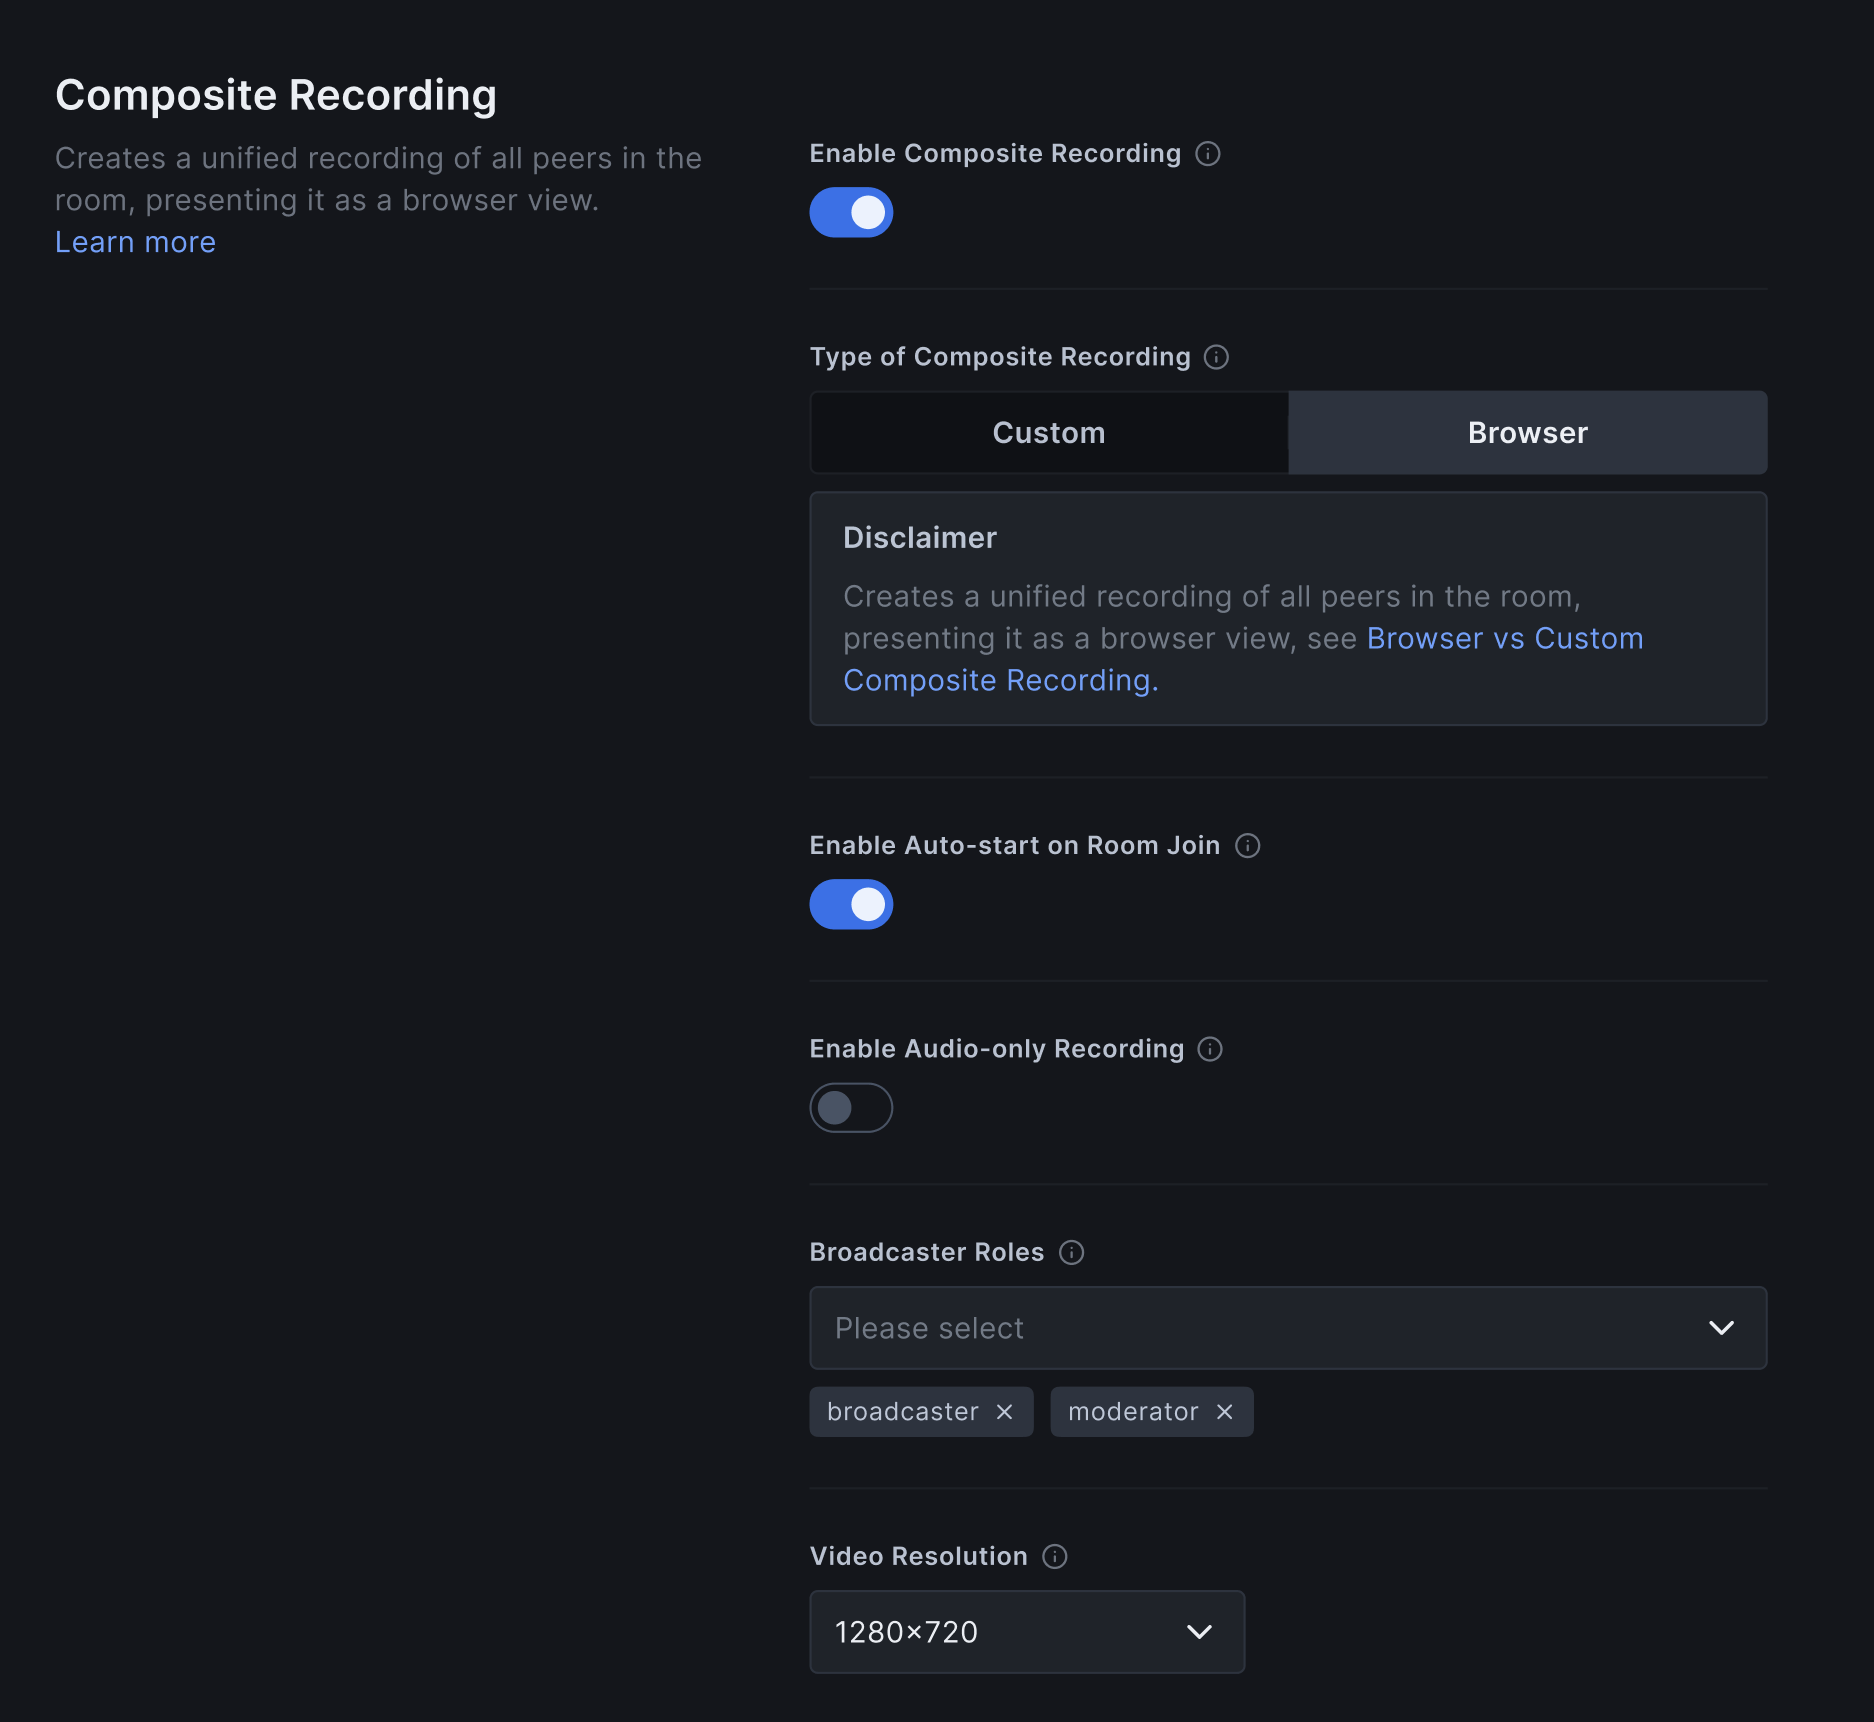 Composite Recording
Creates a unified recording of all peers in the
room, presenting it as a browser view.
Learn more
Enable Composite Recording
Type of Composite Recording
Custom
Browser
Disclaimer
Creates a unified recording of all peers in the room,
presenting it as a browser view, see Browser vs Custom
Composite Recording.
Enable Auto-start on Room Join
Enable Audio-only Recording
Broadcaster Roles
Please select
broadcaster
moderator
Video Resolution
1280×720